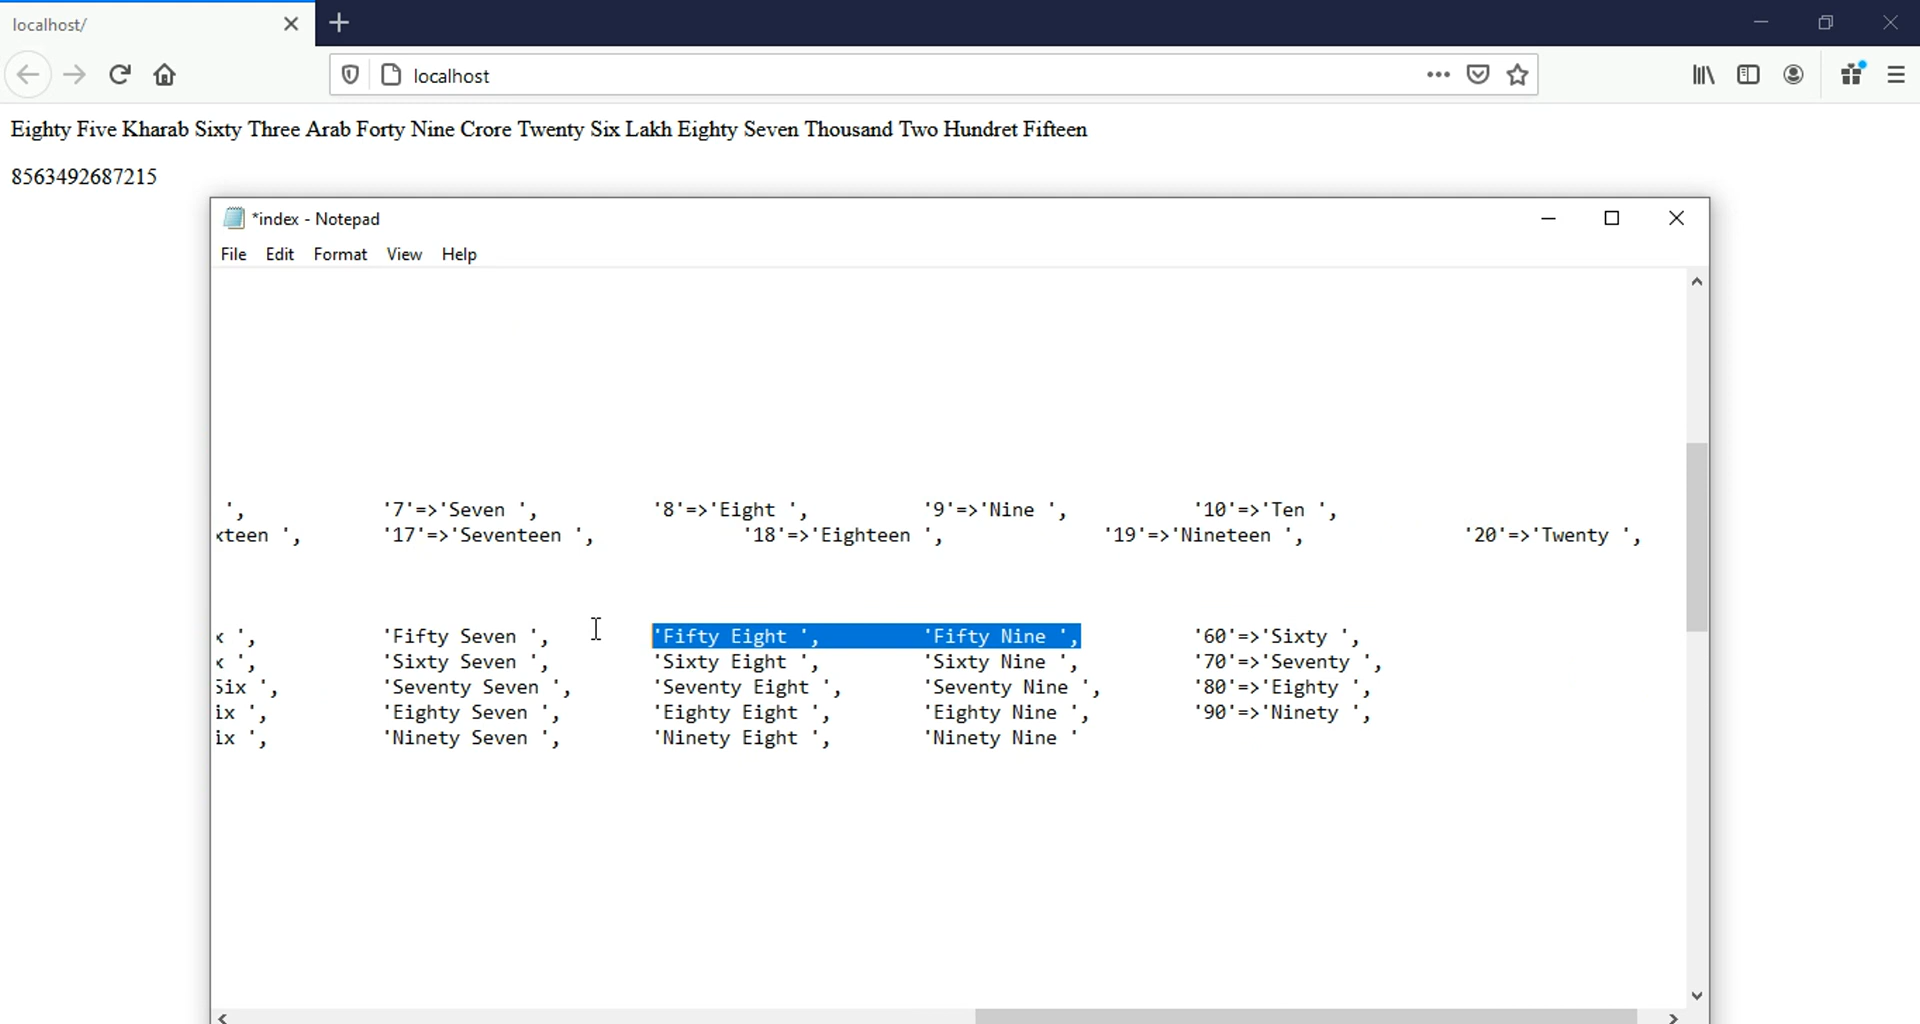 localhost/
localhost
Eighty Five Kharab Sixty Three Arab Forty Nine Crore Twenty Six Lakh Eighty Seven Thousand Two Hundret Fifteen
8563492687215
*index - Notepad
File Edit Format View Help
', '7'=>'Seven ', '8'=>'Eight ', '9'=>'Nine ', '10'=>'Ten ',
xteen ', '17'=>'Seventeen ', '18'=>'Eighteen ', '19'=>'Nineteen ', '20'=>'Twenty ',
x ', 'Fifty Seven ', 'Fifty Eight ', 'Fifty Nine ', '60'=>'Sixty ',
x ', 'Sixty Seven ', 'Sixty Eight ', 'Sixty Nine ', '70'=>'Seventy ',
Six ', 'Seventy Seven ', 'Seventy Eight ', 'Seventy Nine ', '80'=>'Eighty ',
ix ', 'Eighty Seven ', 'Eighty Eight ', 'Eighty Nine ', '90'=>'Ninety ',
ix ', 'Ninety Seven ', 'Ninety Eight ', 'Ninety Nine '